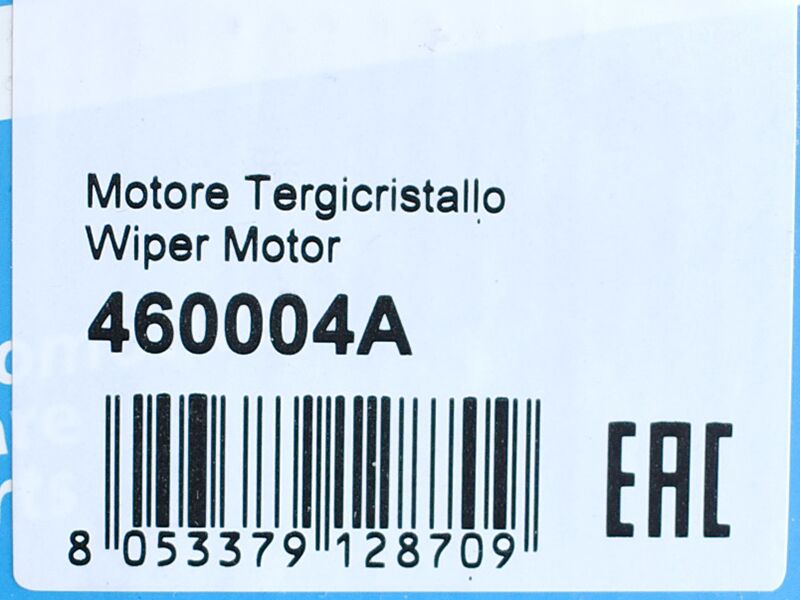 Motore Tergicristallo
Wiper Motor
460004A
8 053379 128709
EAC